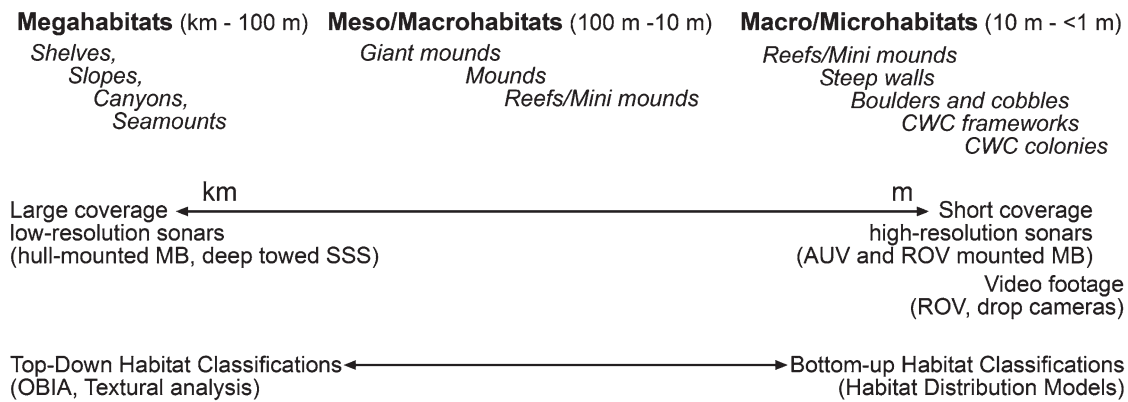 Megahabitats (km - 100 m)
Shelves,
Slopes,
Canyons,
Seamounts
Meso/Macrohabitats (100 m -10 m)
Giant mounds
Mounds
Reefs/Mini mounds
Macro/Microhabitats (10 m - <1 m)
Reefs/Mini mounds
Steep walls
Boulders and cobbles
CWC frameworks
CWC colonies
km
m
Large coverage
low-resolution sonars
(hull-mounted MB, deep towed SSS)
Short coverage
high-resolution sonars
(AUV and ROV mounted MB)
Video footage
(ROV, drop cameras)
Top-Down Habitat Classifications
(OBIA, Textural analysis)
Bottom-up Habitat Classifications
(Habitat Distribution Models)